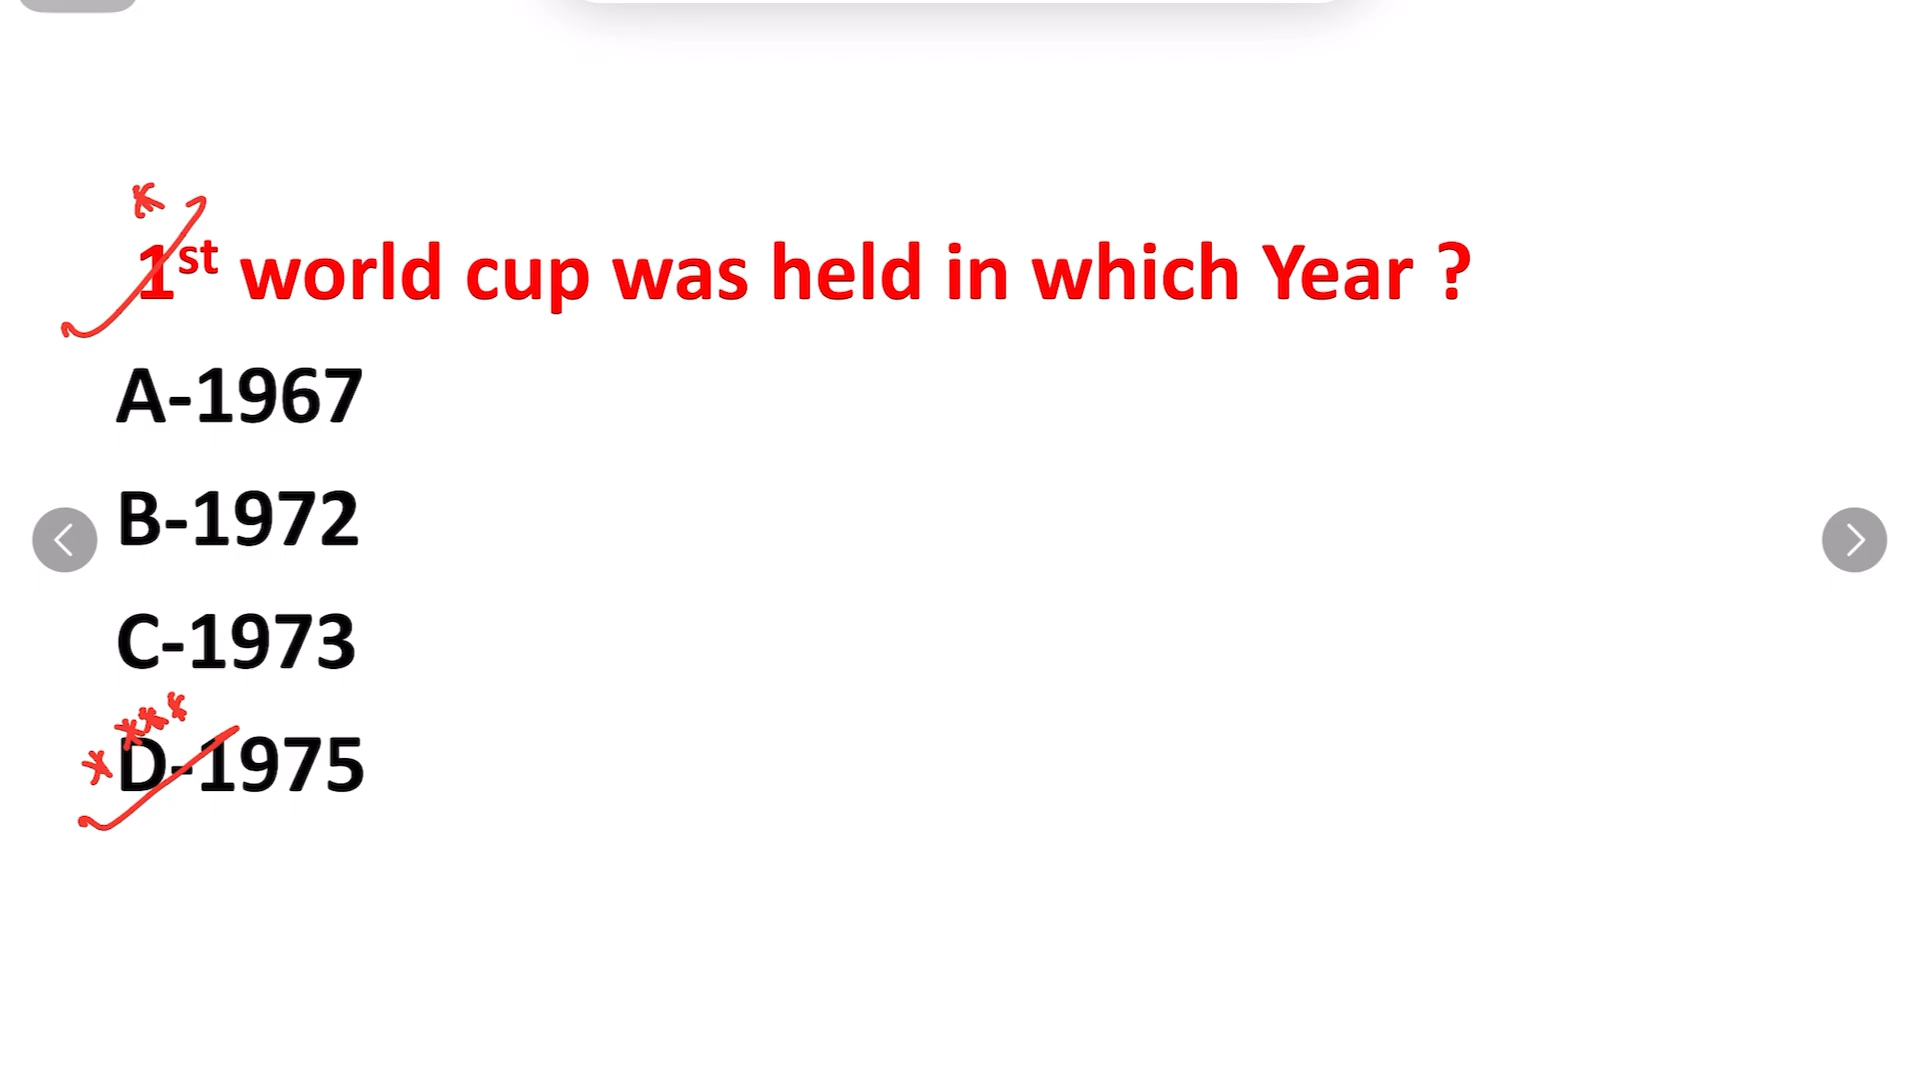 1st world cup was held in which Year ?
A-1967
B-1972
C-1973
D-1975